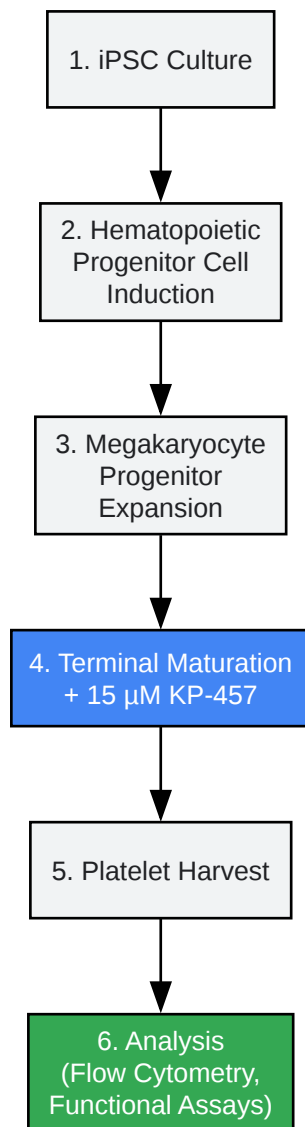 1. iPSC Culture
2. Hematopoietic
Progenitor Cell
Induction
3. Megakaryocyte
Progenitor
Expansion
4. Terminal Maturation
+ 15 µM KP-457
5. Platelet Harvest
6. Analysis
(Flow Cytometry,
Functional Assays)